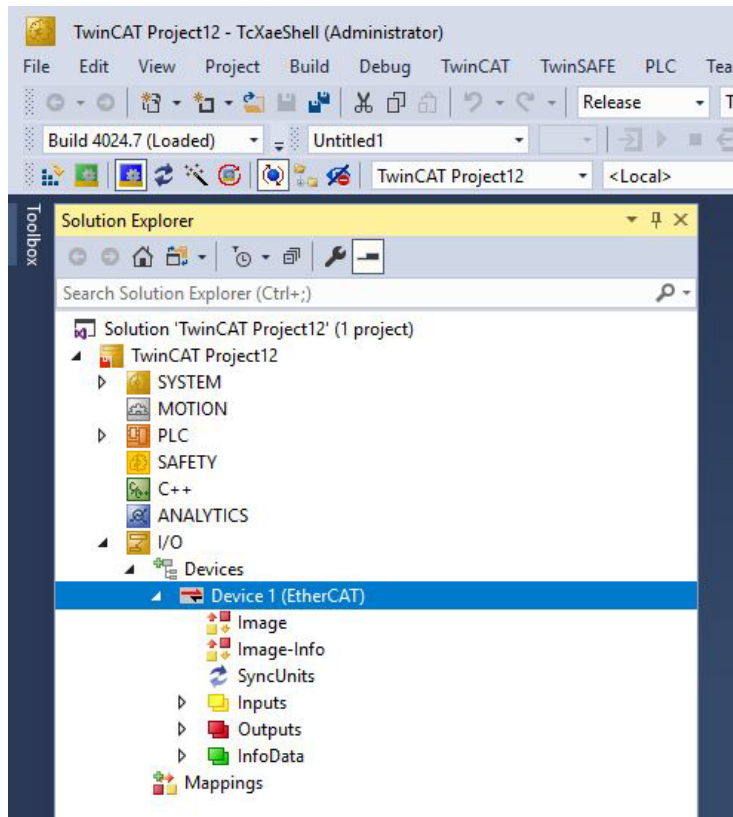 TwinCAT Project12 - TcXaeShell (Administrator)
File Edit View Project Build Debug TwinCAT TwinSAFE PLC Tea
Release T
Build 4024.7 (Loaded) Untitled1
TwinCAT Project12 <Local>
Toolbox
Solution Explorer
Search Solution Explorer (Ctrl+;)
Solution 'TwinCAT Project12' (1 project)
TwinCAT Project12
SYSTEM
MOTION
PLC
SAFETY
C++
ANALYTICS
I/O
Devices
Device 1 (EtherCAT)
Image
Image-Info
SyncUnits
Inputs
Outputs
InfoData
Mappings